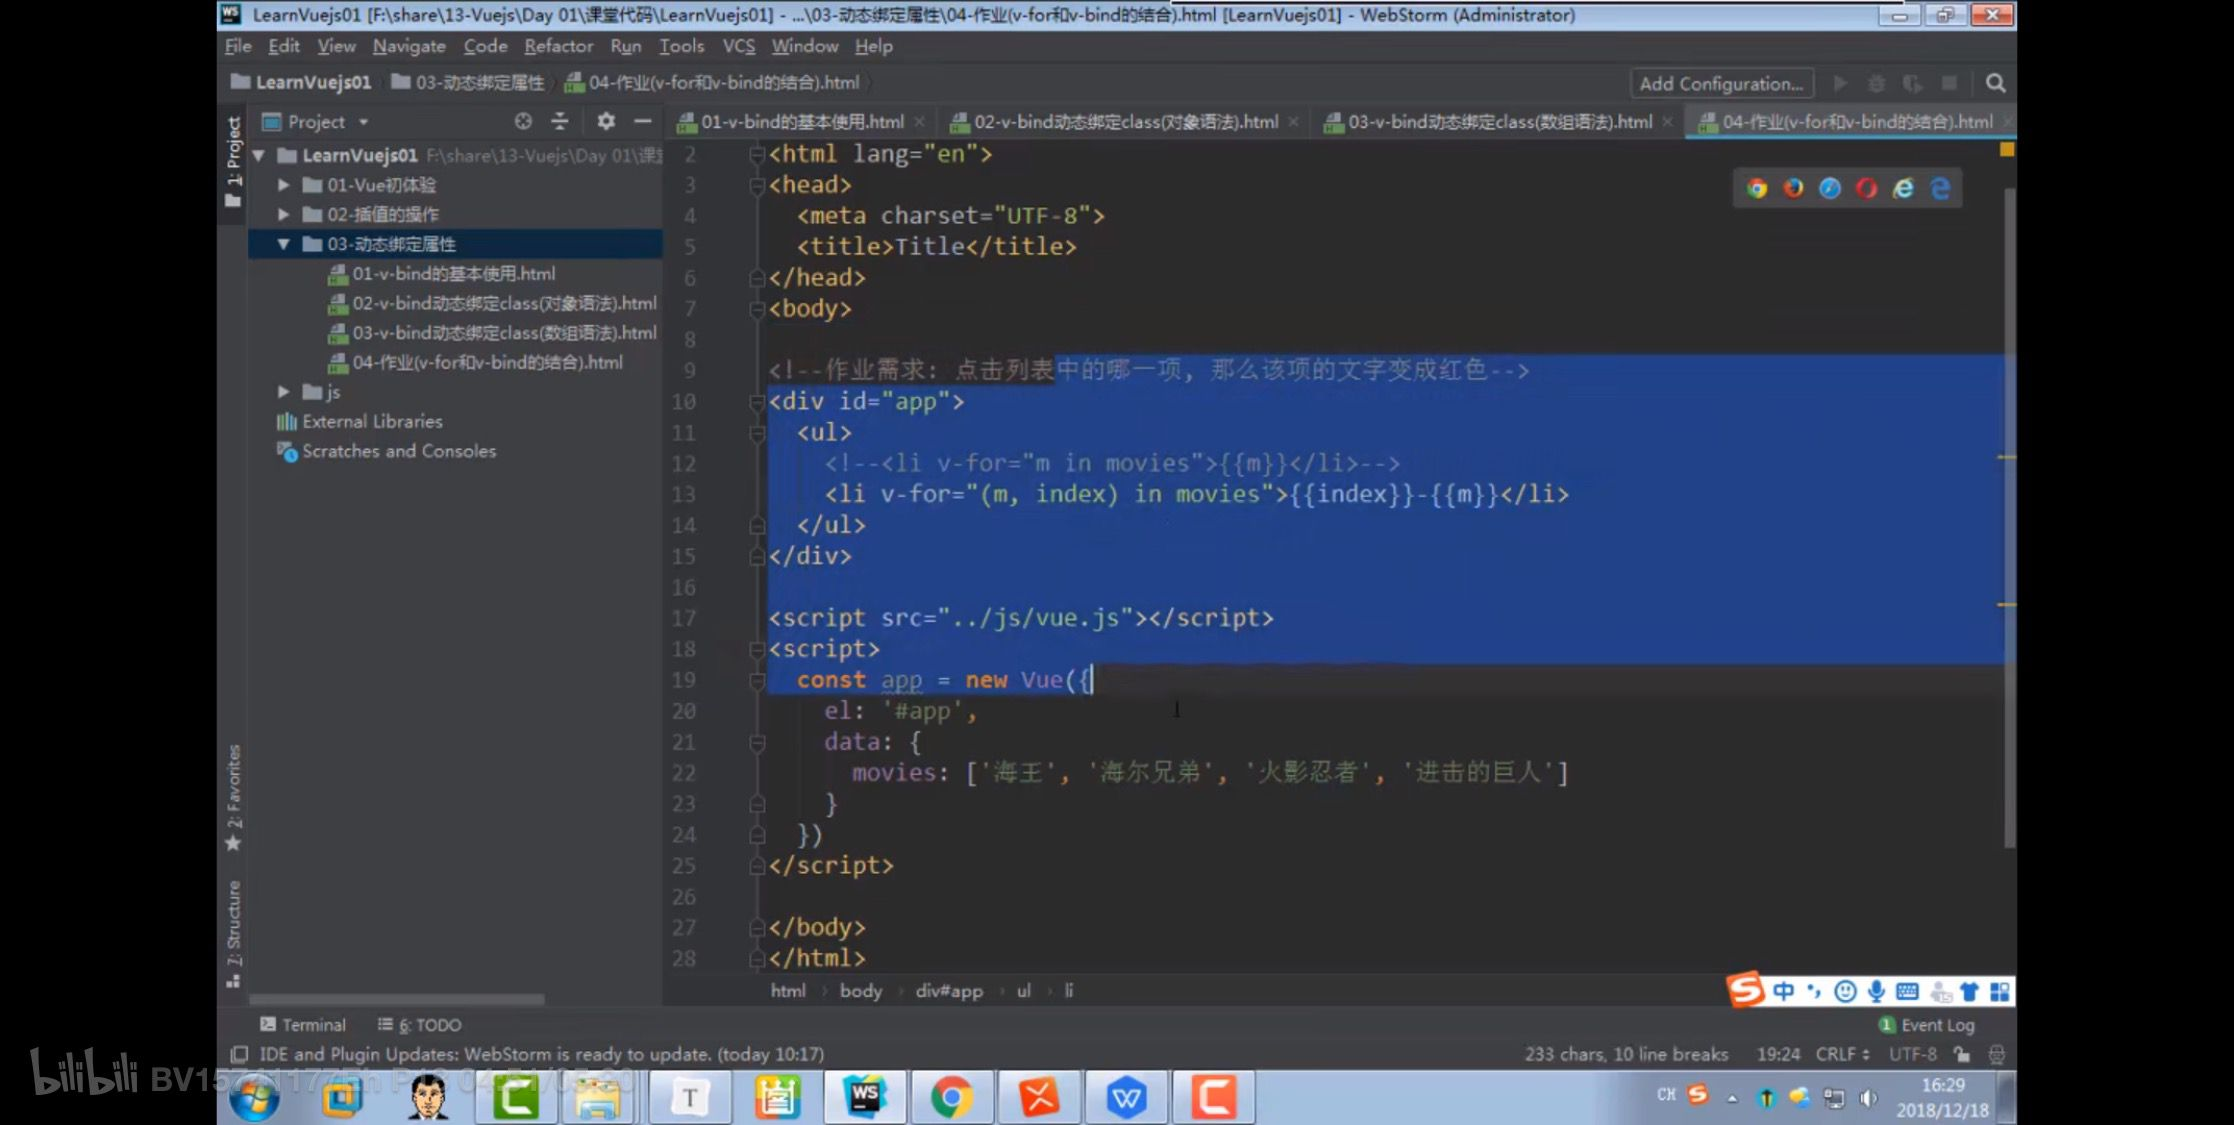 LearnVuejs01 [F:\share\13-Vuejs\Day 01\课堂代码\LearnVuejs01] - ...\03-动态绑定属性\04-作业(v-for和v-bind的结合).html [LearnVuejs01] - WebStorm (Administrator)
File Edit View Navigate Code Refactor Run Tools VCS Window Help
LearnVuejs01 03-动态绑定属性 04-作业(v-for和v-bind的结合).html
Add Configuration...
1: Project
Project
01-v-bind的基本使用.html
02-v-bind动态绑定class(对象语法).html
03-v-bind动态绑定class(数组语法).html
04-作业(v-for和v-bind的结合).html
LearnVuejs01 F:\share\13-Vuejs\Day 01\课
01-Vue初体验
02-插值的操作
03-动态绑定属性
01-v-bind的基本使用.html
02-v-bind动态绑定class(对象语法).html
03-v-bind动态绑定class(数组语法).html
04-作业(v-for和v-bind的结合).html
js
External Libraries
Scratches and Consoles
2: Favorites
7: Structure
2 <html lang="en">
3 <head>
4 <meta charset="UTF-8">
5 <title>Title</title>
6 </head>
7 <body>
8
9 <!--作业需求: 点击列表中的哪一项, 那么该项的文字变成红色-->
10 <div id="app">
11 <ul>
12 <!--<li v-for="m in movies">{{m}}</li>-->
13 <li v-for="(m, index) in movies">{{index}}-{{m}}</li>
14 </ul>
15 </div>
16
17 <script src="../js/vue.js"></script>
18 <script>
19 const app = new Vue({
20 el: '#app',
21 data: {
22 movies: ['海王', '海尔兄弟', '火影忍者', '进击的巨人']
23 }
24 })
25 </script>
26
27 </body>
28 </html>
html body div#app ul li
中
Terminal 6: TODO
1 Event Log
IDE and Plugin Updates: WebStorm is ready to update. (today 10:17)
233 chars, 10 line breaks 19:24 CRLF UTF-8
bilibili
CH
16:29
2018/12/18